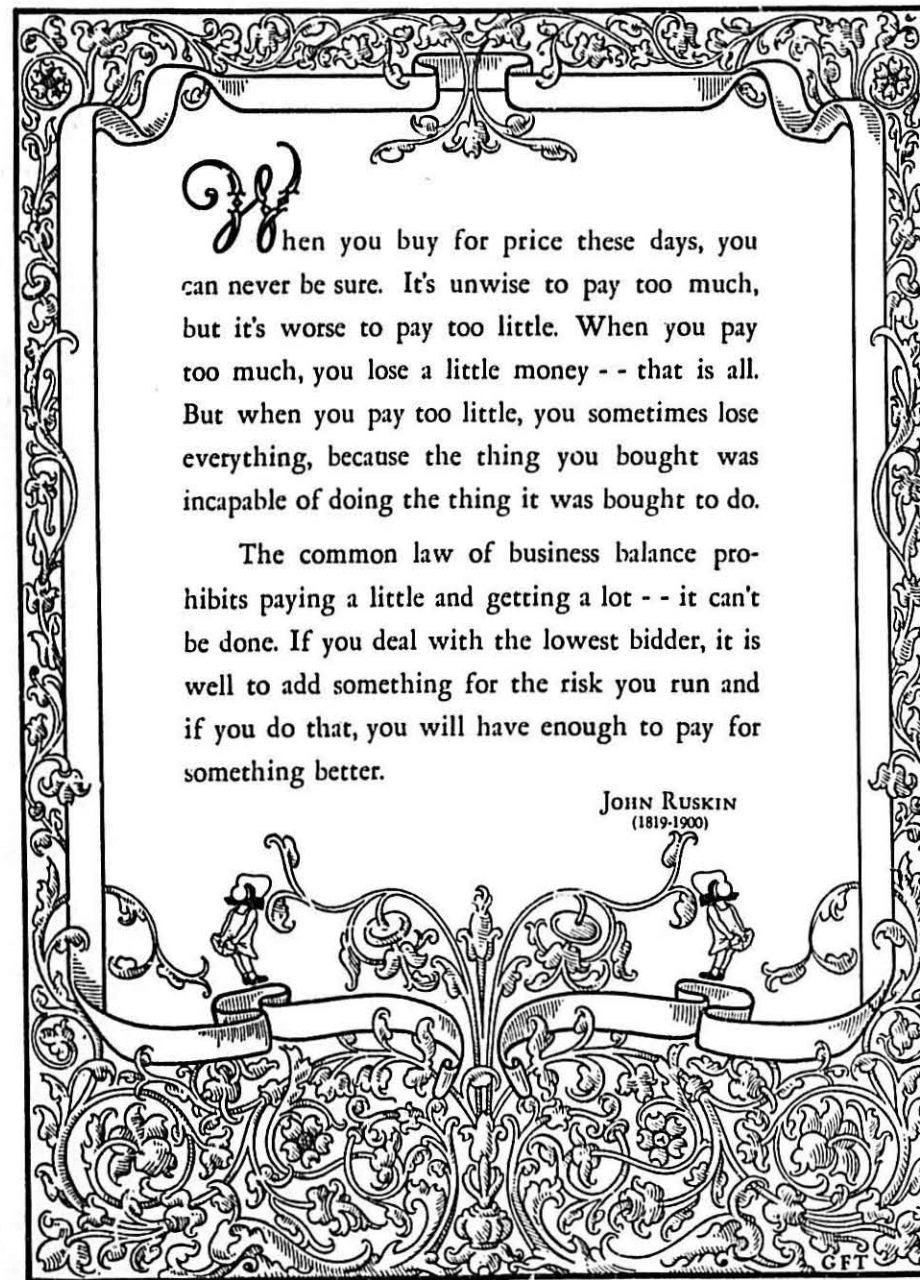 When you buy for price these days, you
can never be sure. It's unwise to pay too much,
but it's worse to pay too little. When you pay
too much, you lose a little money - - that is all.
But when you pay too little, you sometimes lose
everything, because the thing you bought was
incapable of doing the thing it was bought to do.
The common law of business balance pro-
hibits paying a little and getting a lot - - it can't
be done. If you deal with the lowest bidder, it is
well to add something for the risk you run and
if you do that, you will have enough to pay for
something better.
JOHN RUSKIN
(1819-1900)
GFT